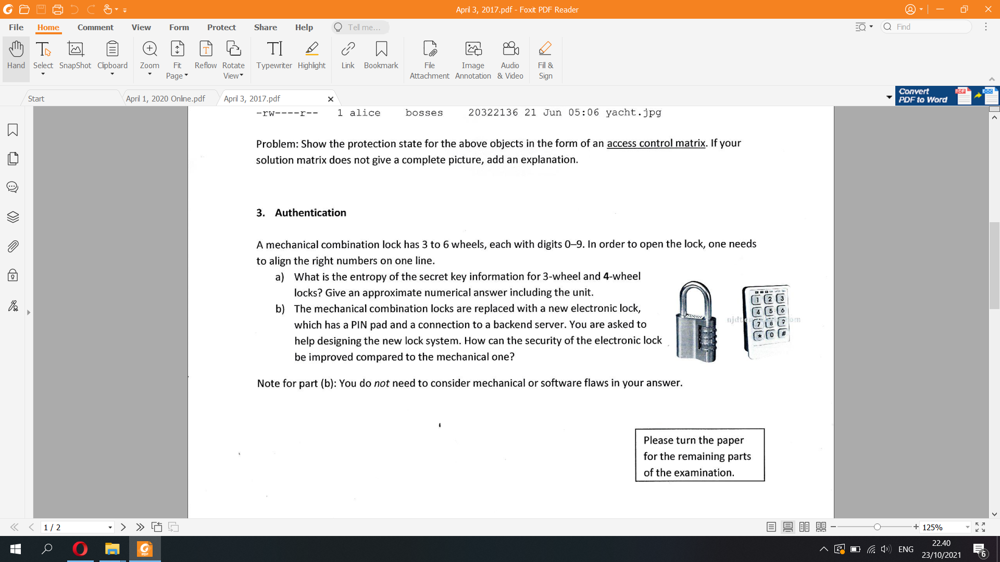 April 3, 2017.pdf - Foxit PDF Reader
File Home Comment View Form Protect Share Help Tell me... Find
Hand Select SnapShot Clipboard Zoom Fit Page Reflow Rotate View Typewriter Highlight Link Bookmark File Attachment Image Annotation Audio & Video Fill & Sign
Start April 1, 2020 Online.pdf April 3, 2017.pdf
Convert
PDF to Word
PDF DOC
-rw----r-- 1 alice bosses 20322136 21 Jun 05:06 yacht.jpg
Problem: Show the protection state for the above objects in the form of an access control matrix. If your
solution matrix does not give a complete picture, add an explanation.
3. Authentication
A mechanical combination lock has 3 to 6 wheels, each with digits 0–9. In order to open the lock, one needs
to align the right numbers on one line.
a) What is the entropy of the secret key information for 3-wheel and 4-wheel
locks? Give an approximate numerical answer including the unit.
b) The mechanical combination locks are replaced with a new electronic lock,
which has a PIN pad and a connection to a backend server. You are asked to
help designing the new lock system. How can the security of the electronic lock
be improved compared to the mechanical one?
1 2 3
4 5 6
7 8 9
* 0 #
Note for part (b): You do not need to consider mechanical or software flaws in your answer.
Please turn the paper
for the remaining parts
of the examination.
1 / 2
125%
ENG
22.40
23/10/2021
6